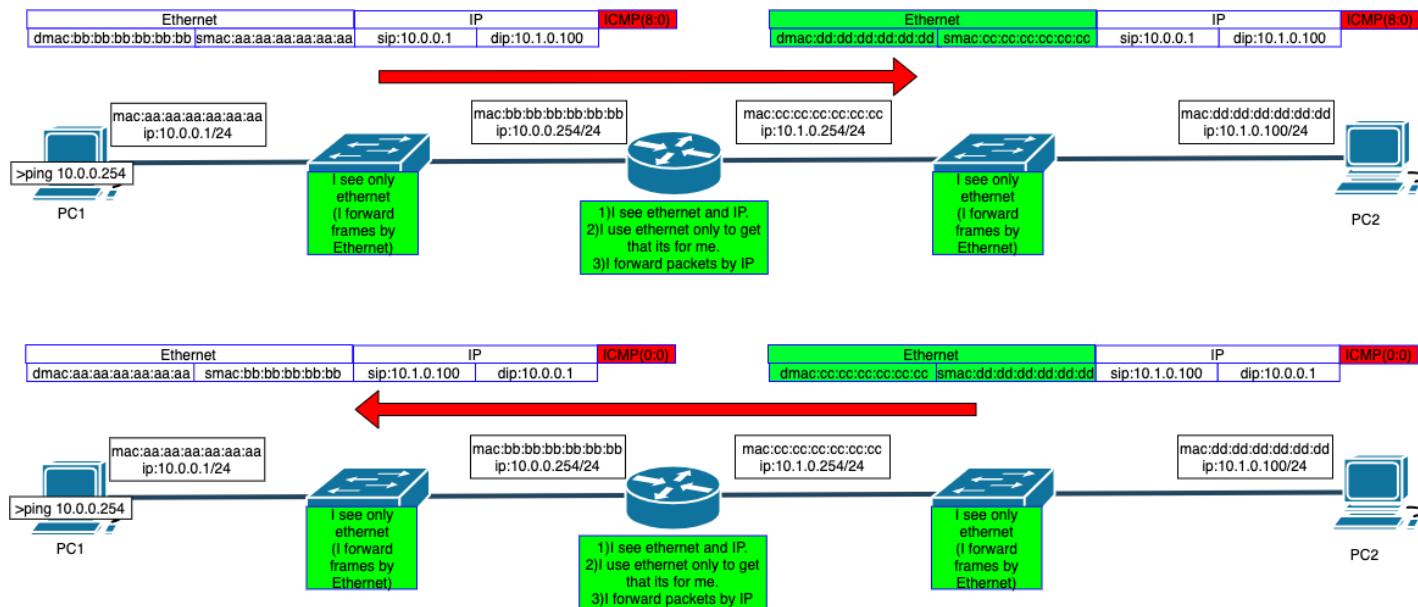 Ethernet IP ICMP(8:0)
dmac:bb:bb:bb:bb:bb:bb smac:aa:aa:aa:aa:aa:aa sip:10.0.0.1 dip:10.1.0.100
Ethernet IP ICMP(8:0)
dmac:dd:dd:dd:dd:dd:dd smac:cc:cc:cc:cc:cc:cc sip:10.0.0.1 dip:10.1.0.100
mac:aa:aa:aa:aa:aa:aa
ip:10.0.0.1/24
mac:bb:bb:bb:bb:bb:bb
ip:10.0.0.254/24
mac:cc:cc:cc:cc:cc:cc
ip:10.1.0.254/24
mac:dd:dd:dd:dd:dd:dd
ip:10.1.0.100/24
>ping 10.0.0.254
PC1
I see only
ethernet
(I forward
frames by
Ethernet)
1)I see ethernet and IP.
2)I use ethernet only to get
that its for me.
3)I forward packets by IP
I see only
ethernet
(I forward
frames by
Ethernet)
PC2
Ethernet IP ICMP(0:0)
dmac:aa:aa:aa:aa:aa:aa smac:bb:bb:bb:bb:bb sip:10.1.0.100 dip:10.0.0.1
Ethernet IP ICMP(0:0)
dmac:cc:cc:cc:cc:cc:cc smac:dd:dd:dd:dd:dd:dd sip:10.1.0.100 dip:10.0.0.1
mac:aa:aa:aa:aa:aa:aa
ip:10.0.0.1/24
mac:bb:bb:bb:bb:bb:bb
ip:10.0.0.254/24
mac:cc:cc:cc:cc:cc:cc
ip:10.1.0.254/24
mac:dd:dd:dd:dd:dd:dd
ip:10.1.0.100/24
>ping 10.0.0.254
PC1
I see only
ethernet
(I forward
frames by
Ethernet)
1)I see ethernet and IP.
2)I use ethernet only to get
that its for me.
3)I forward packets by IP
I see only
ethernet
(I forward
frames by
Ethernet)
PC2